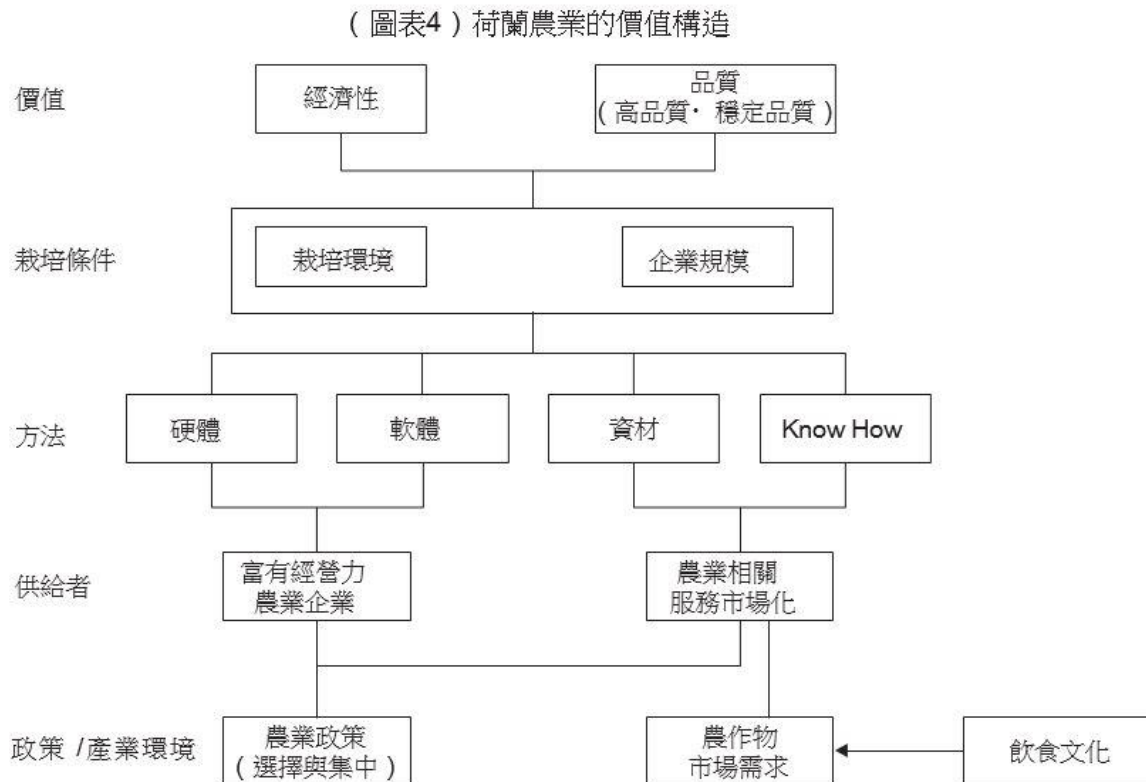 (圖表4)荷蘭農業的價值構造
價值
經濟性
品質
(高品質·穩定品質)
栽培條件
栽培環境
企業規模
方法
硬體
軟體
資材
Know How
供給者
富有經營力
農業企業
農業相關
服務市場化
政策 /產業環境
農業政策
(選擇與集中)
農作物
市場需求
飲食文化